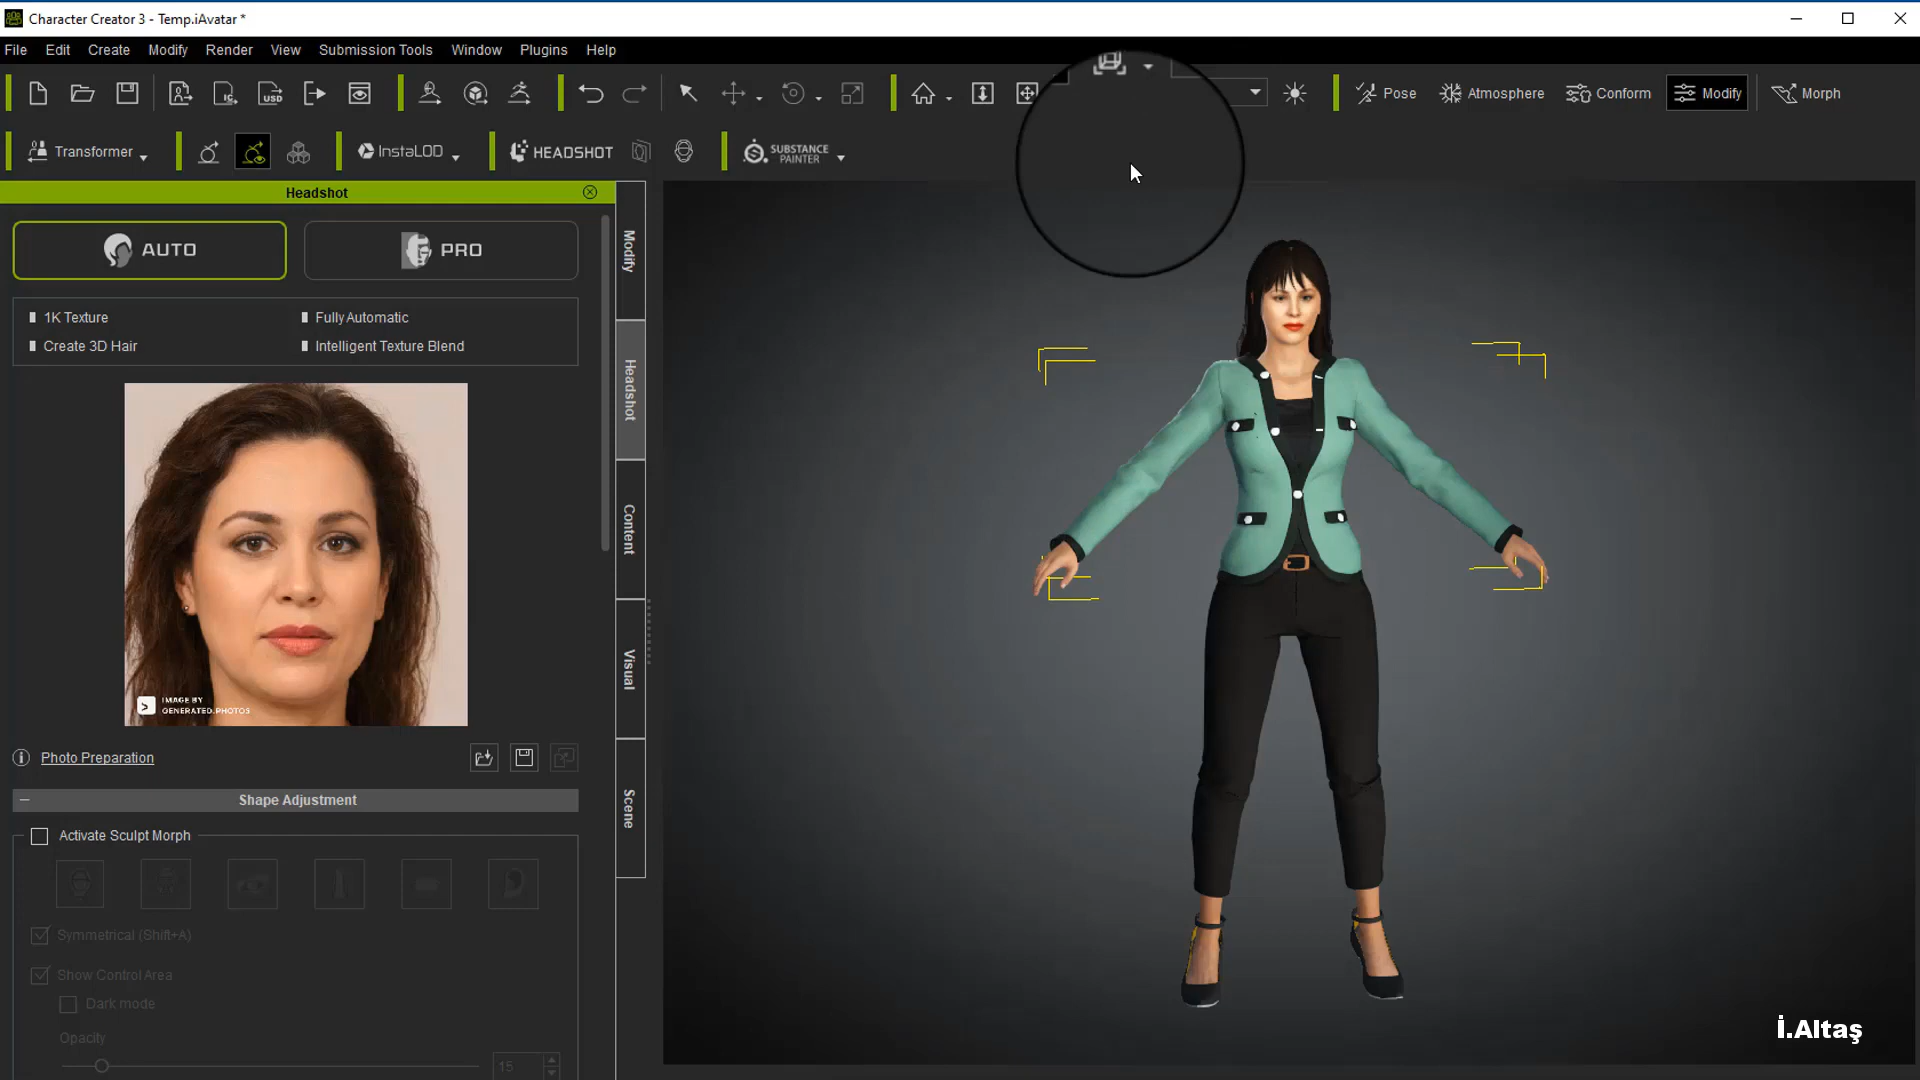 Character Creator 3 - Temp.iAvatar *
File Edit Create Modify Render View Submission Tools Window Plugins Help
Pose Atmosphere Conform Modify Morph
Transformer InstaLOD HEADSHOT SUBSTANCE PAINTER
Headshot
AUTO PRO
1K Texture Fully Automatic
Create 3D Hair Intelligent Texture Blend
IMAGE BY
GENERATED.PHOTOS
Photo Preparation
Shape Adjustment
Activate Sculpt Morph
Symmetrical (Shift+A)
Show Control Area
Dark mode
Opacity
15
Modify
Headshot
Content
Visual
Scene
İ.Altaş